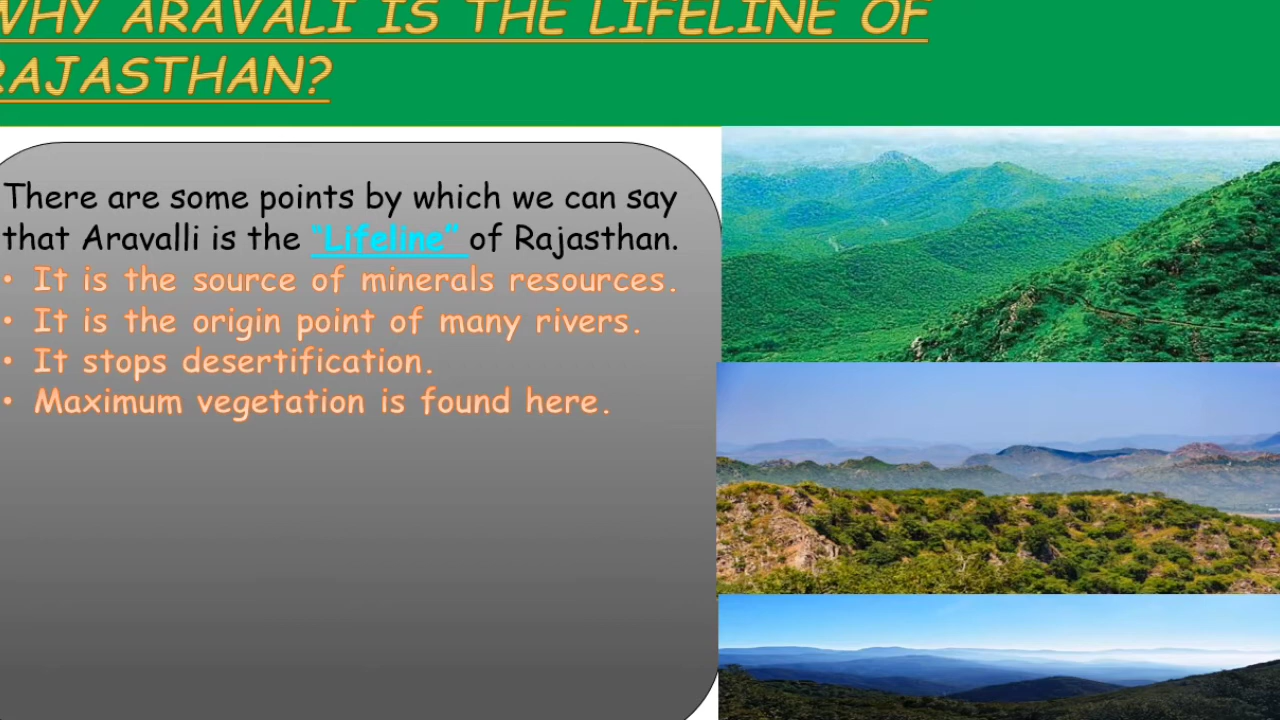 WHY ARAVALI IS THE LIFELINE OF
RAJASTHAN?
There are some points by which we can say
that Aravalli is the “Lifeline” of Rajasthan.
• It is the source of minerals resources.
• It is the origin point of many rivers.
• It stops desertification.
• Maximum vegetation is found here.